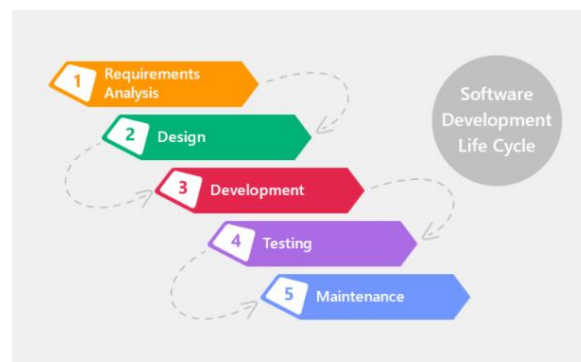 1
Requirements
Analysis
2
Design
3
Development
4
Testing
5
Maintenance
Software
Development
Life Cycle